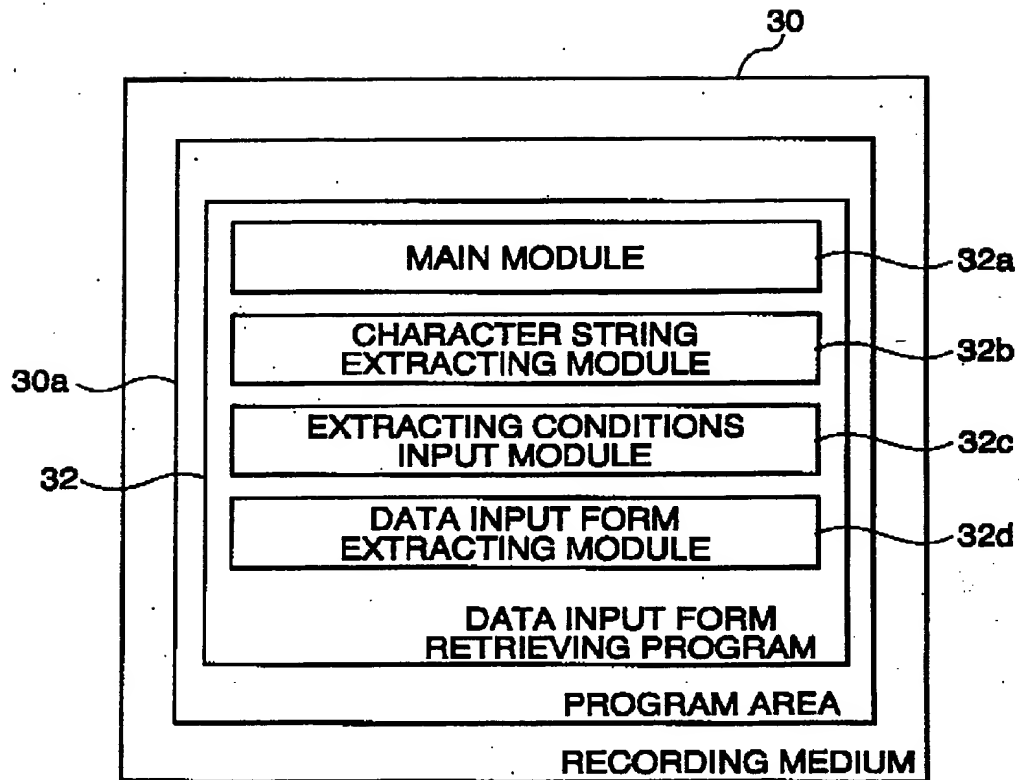 30
MAIN MODULE
32a
CHARACTER STRING
EXTRACTING MODULE
32b
30a
EXTRACTING CONDITIONS
INPUT MODULE
32c
32
DATA INPUT FORM
EXTRACTING MODULE
32d
DATA INPUT FORM
RETRIEVING PROGRAM
PROGRAM AREA
RECORDING MEDIUM